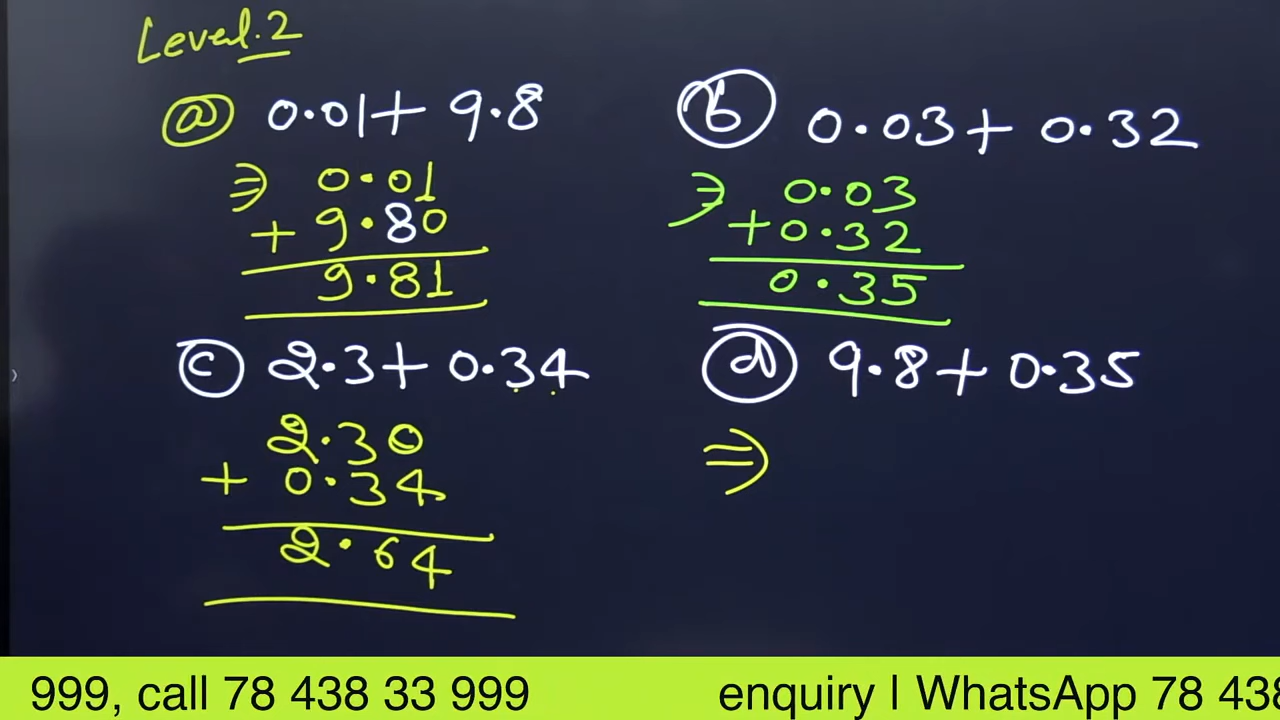 Level.2
ⓐ 0.01+ 9.8
⇒ 0.01
+ 9.80
9.81
ⓑ 0.03+ 0.32
⇒ 0.03
+0.32
0.35
ⓒ 2.3+ 0.34
2.30
+ 0.34
2.64
ⓓ 9.8+ 0.35
⇒
999, call 78 438 33 999
enquiry | WhatsApp 78 438